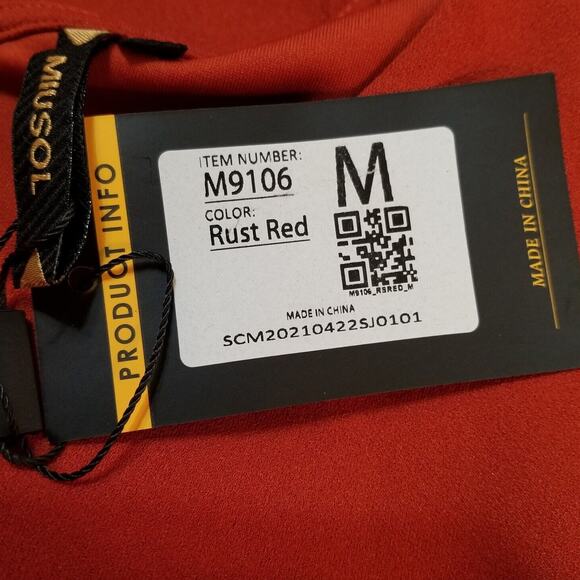 MIUSOL
PRODUCT INFO
ITEM NUMBER:
M9106
COLOR:
Rust Red
M
M9106_RSRED_M
MADE IN CHINA
SCM20210422SJ0101
MADE IN CHINA